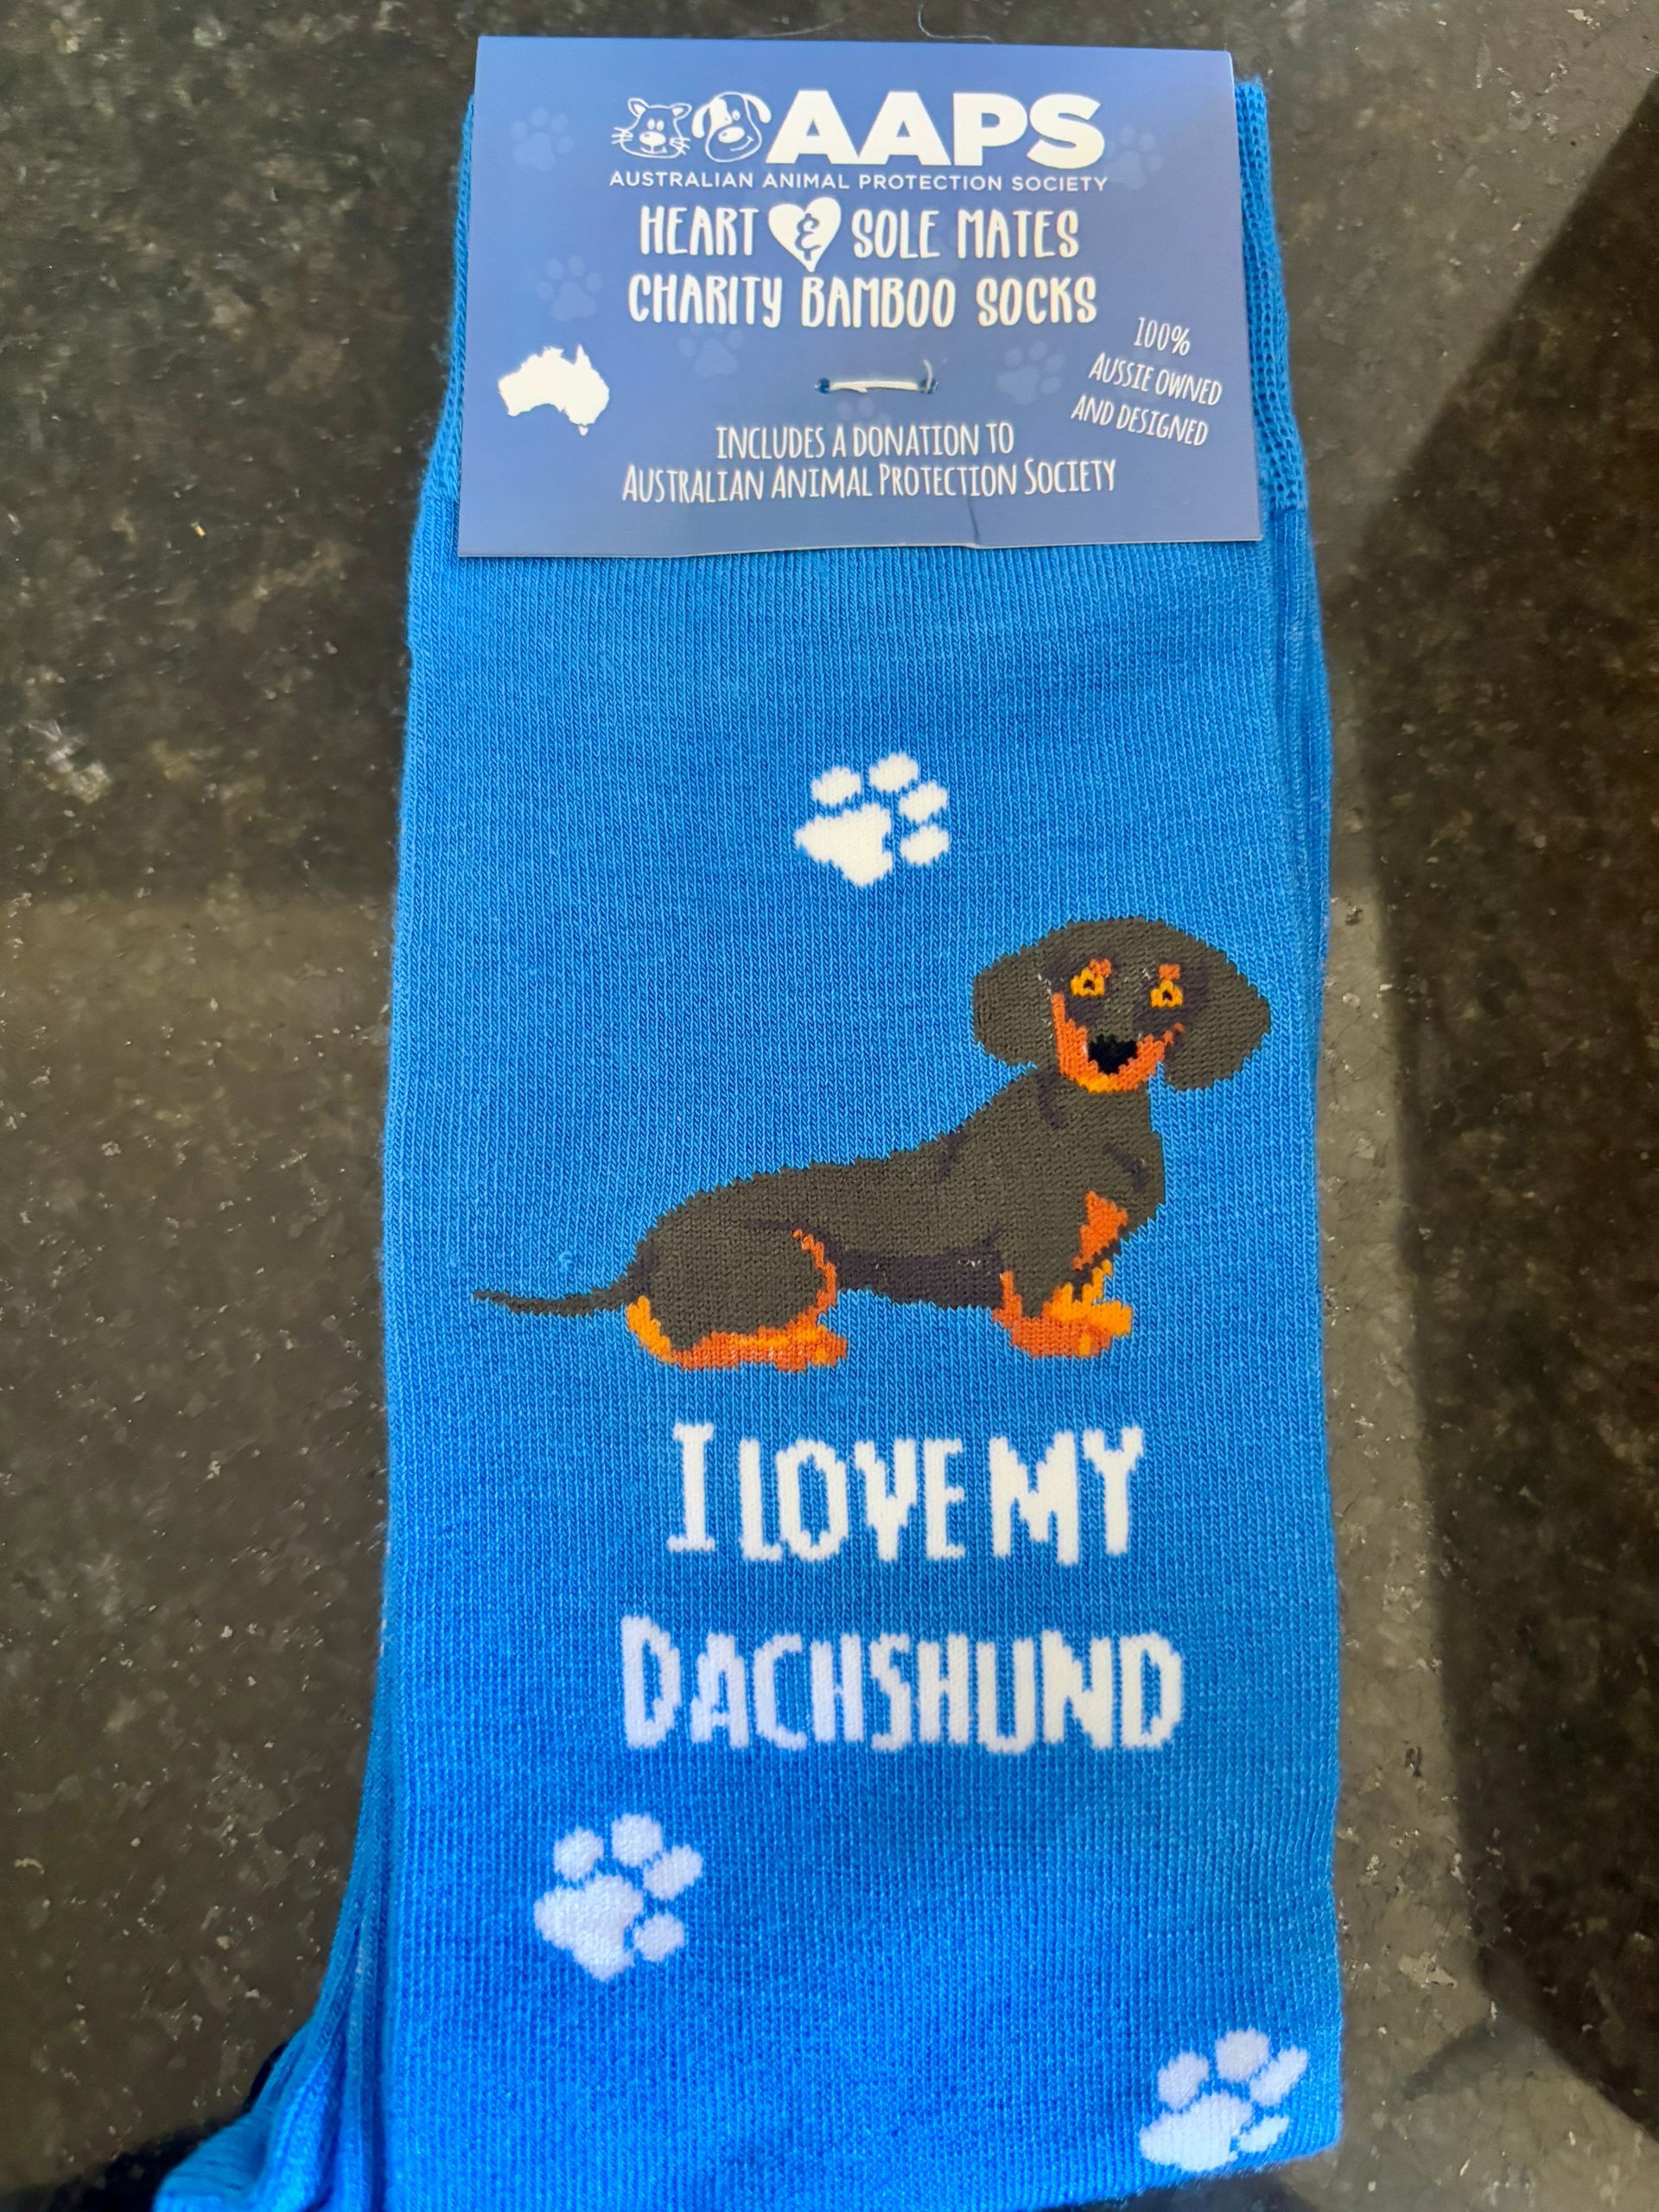 AAPS
AUSTRALIAN ANIMAL PROTECTION SOCIETY
HEART & SOLE MATES
CHARITY BAMBOO SOCKS
100%
AUSSIE OWNED
AND DESIGNED
INCLUDES A DONATION TO
AUSTRALIAN ANIMAL PROTECTION SOCIETY
I LOVE MY
DACHSHUND